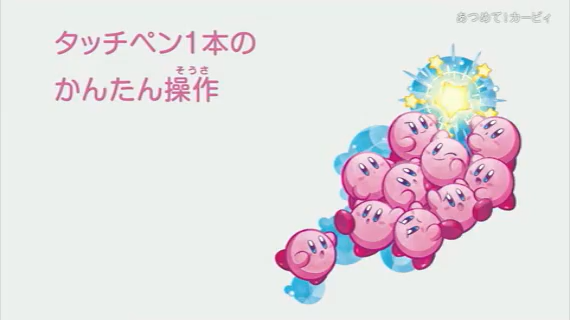 あつめて!カービィ
タッチペン1本の
かんたん操作
そうさ